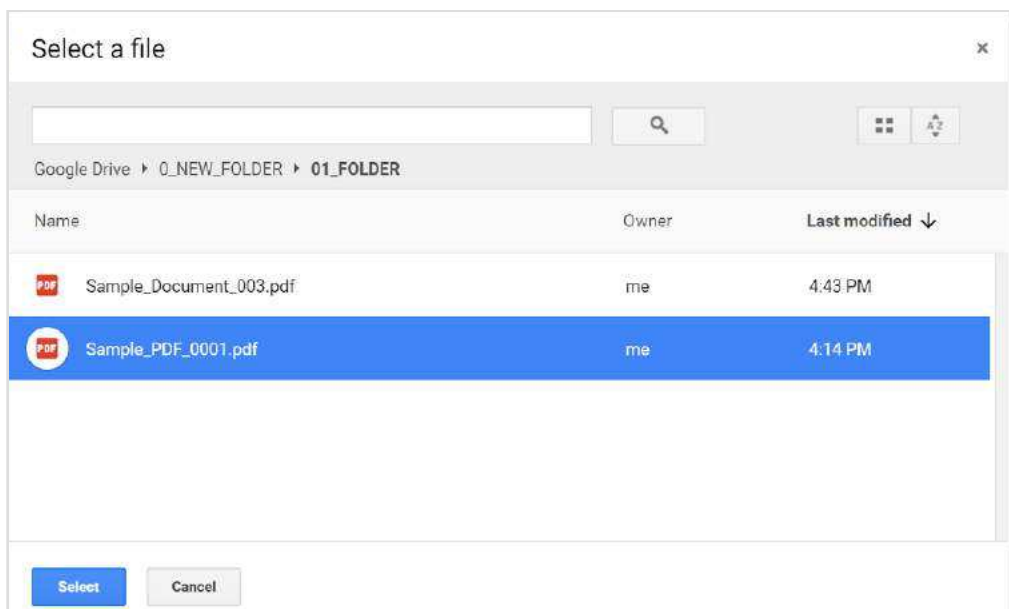 Select a file ×
A Z
Google Drive ▸ 0_NEW_FOLDER ▸ 01_FOLDER
Name Owner Last modified ↓
PDF Sample_Document_003.pdf me 4:43 PM
PDF Sample_PDF_0001.pdf me 4:14 PM
Select Cancel